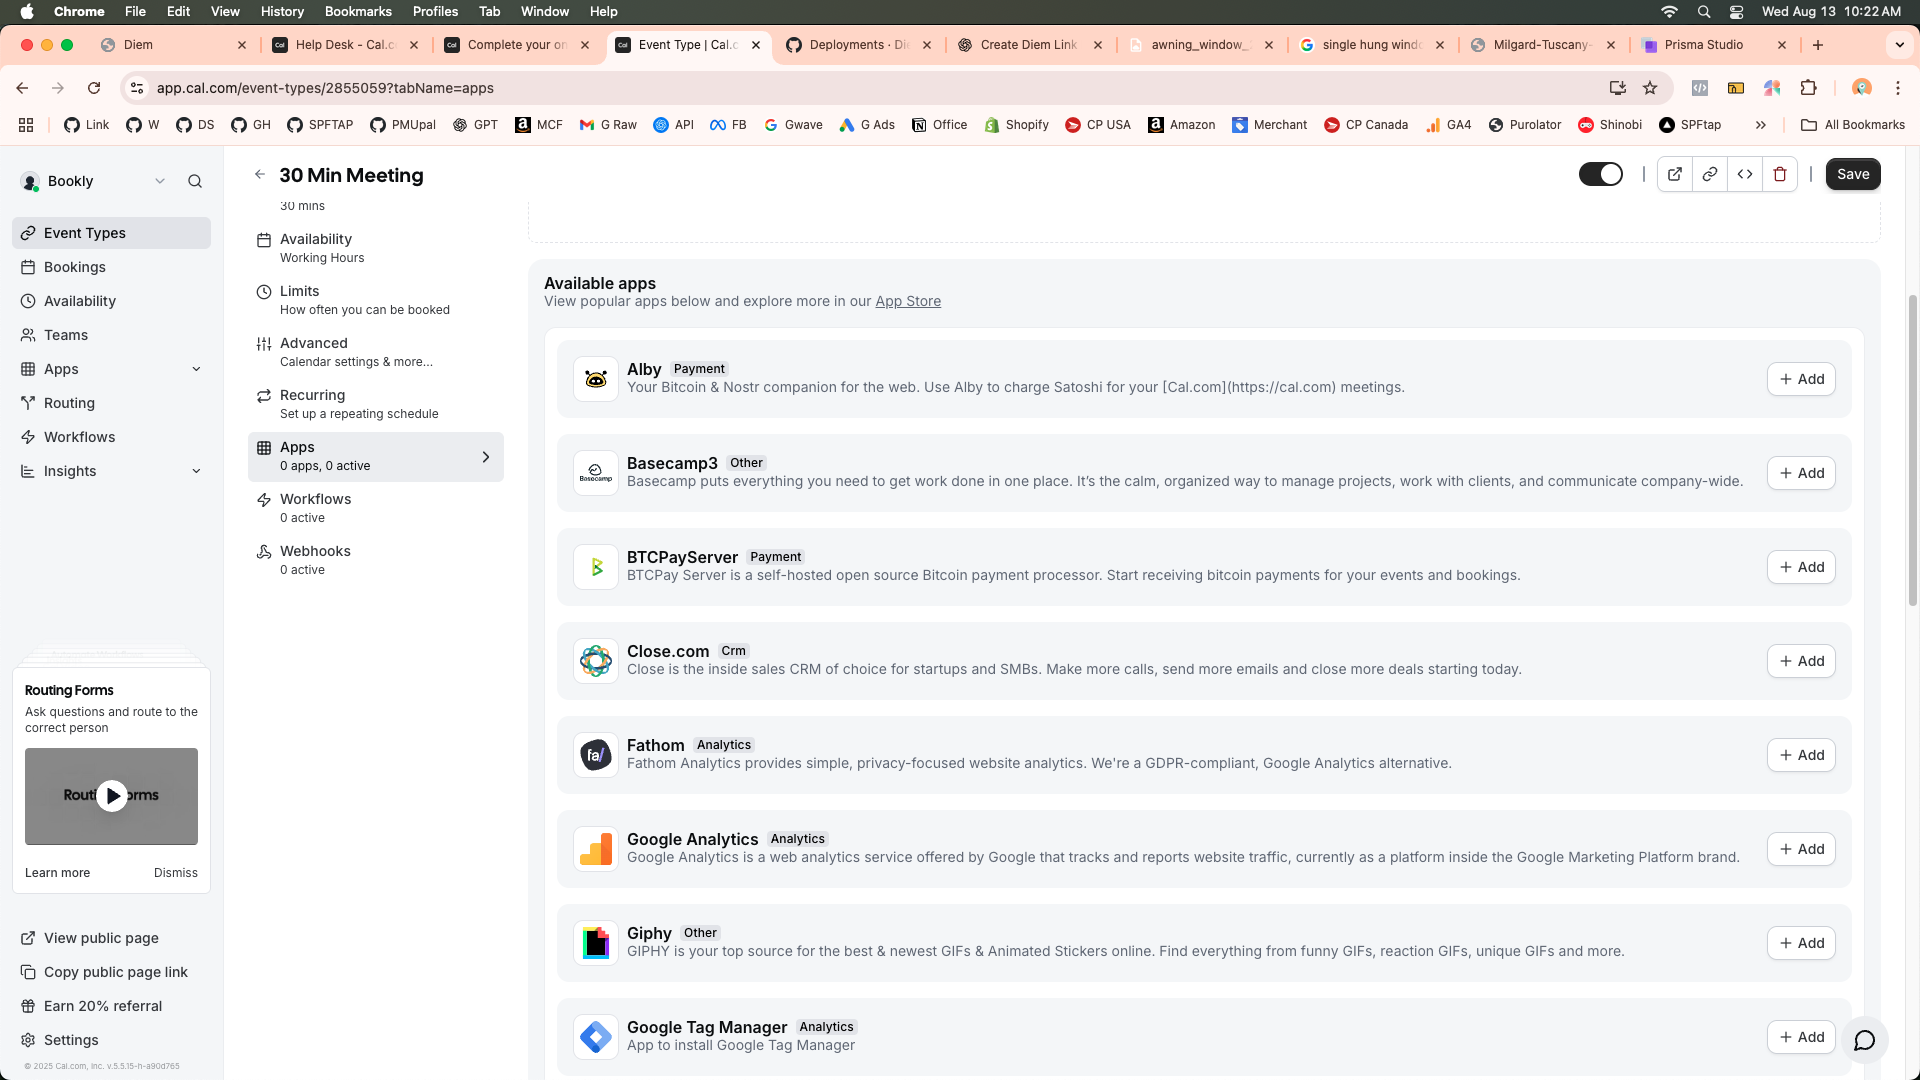 Chrome File Edit View History Bookmarks Profiles Tab Window Help Wed Aug 13 10:22 AM
Diem Help Desk - Cal.c Complete your on Event Type | Cal.c Deployments · Di Create Diem Link awning_window_ single hung wind Milgard-Tuscany- Prisma Studio
app.cal.com/event-types/2855059?tabName=apps
Link W DS GH SPFTAP PMUpal GPT MCF G Raw API FB Gwave G Ads Office Shopify CP USA Amazon Merchant CP Canada GA4 Purolator Shinobi SPFtap All Bookmarks
Bookly
Event Types
Bookings
Availability
Teams
Apps
Routing
Workflows
Insights
Routing Forms
Ask questions and route to the
correct person
Learn more Dismiss
View public page
Copy public page link
Earn 20% referral
Settings
© 2025 Cal.com, Inc. v.5.5.15-h-a90d765
30 Min Meeting
Save
30 mins
Availability
Working Hours
Limits
How often you can be booked
Advanced
Calendar settings & more...
Recurring
Set up a repeating schedule
Apps
0 apps, 0 active
Workflows
0 active
Webhooks
0 active
Available apps
View popular apps below and explore more in our App Store
Alby Payment
Your Bitcoin & Nostr companion for the web. Use Alby to charge Satoshi for your [Cal.com](https://cal.com) meetings.
Add
Basecamp
Basecamp3 Other
Basecamp puts everything you need to get work done in one place. It’s the calm, organized way to manage projects, work with clients, and communicate company-wide.
Add
BTCPayServer Payment
BTCPay Server is a self-hosted open source Bitcoin payment processor. Start receiving bitcoin payments for your events and bookings.
Add
Close.com Crm
Close is the inside sales CRM of choice for startups and SMBs. Make more calls, send more emails and close more deals starting today.
Add
fa/
Fathom Analytics
Fathom Analytics provides simple, privacy-focused website analytics. We're a GDPR-compliant, Google Analytics alternative.
Add
Google Analytics Analytics
Google Analytics is a web analytics service offered by Google that tracks and reports website traffic, currently as a platform inside the Google Marketing Platform brand.
Add
Giphy Other
GIPHY is your top source for the best & newest GIFs & Animated Stickers online. Find everything from funny GIFs, reaction GIFs, unique GIFs and more.
Add
Google Tag Manager Analytics
App to install Google Tag Manager
Add